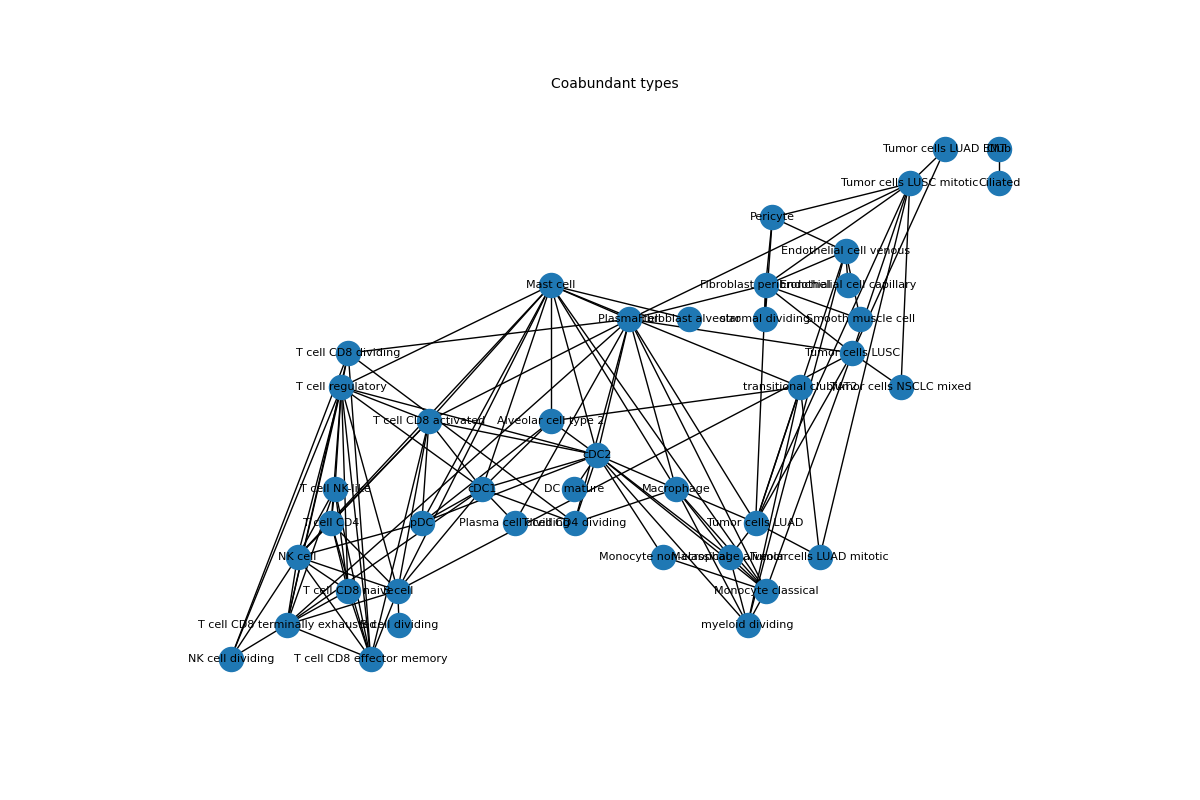 Coabundant types
Tumor cells LUAD EMT
Club
Tumor cells LUSC mitotic
Ciliated
Pericyte
Endothelial cell venous
Mast cell
Fibroblast peribronchial
Endothelial cell capillary
Plasma cell
Fibroblast alveolar
stromal dividing
Smooth muscle cell
T cell CD8 dividing
Tumor cells LUSC
T cell regulatory
transitional club/AT2
Tumor cells NSCLC mixed
T cell CD8 activated
Alveolar cell type 2
cDC2
T cell NK-like
cDC1
DC mature
Macrophage
T cell CD4
pDC
Plasma cell dividing
T cell CD4 dividing
Tumor cells LUAD
NK cell
Monocyte non-classical
Macrophage alveolar
Tumor cells LUAD mitotic
T cell CD8 naive
B cell
Monocyte classical
T cell CD8 terminally exhausted
B cell dividing
myeloid dividing
NK cell dividing
T cell CD8 effector memory